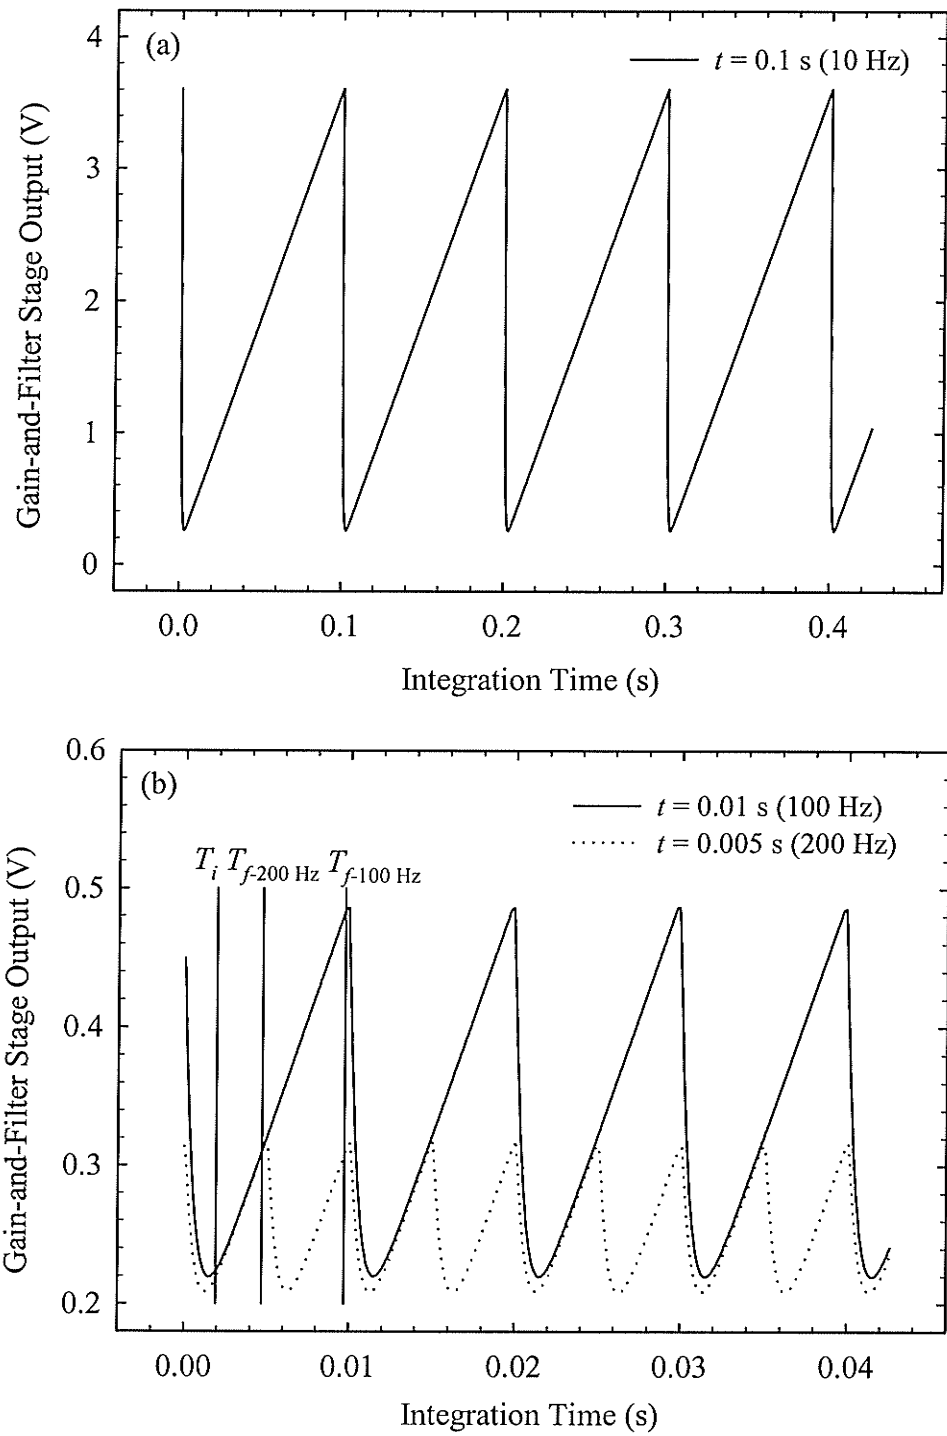 (a)
t = 0.1 s (10 Hz)
4
3
2
1
0
Gain-and-Filter Stage Output (V)
0.0 0.1 0.2 0.3 0.4
Integration Time (s)
(b)
t = 0.01 s (100 Hz)
t = 0.005 s (200 Hz)
Ti Tf-200 Hz Tf-100 Hz
0.6
0.5
0.4
0.3
0.2
Gain-and-Filter Stage Output (V)
0.00 0.01 0.02 0.03 0.04
Integration Time (s)